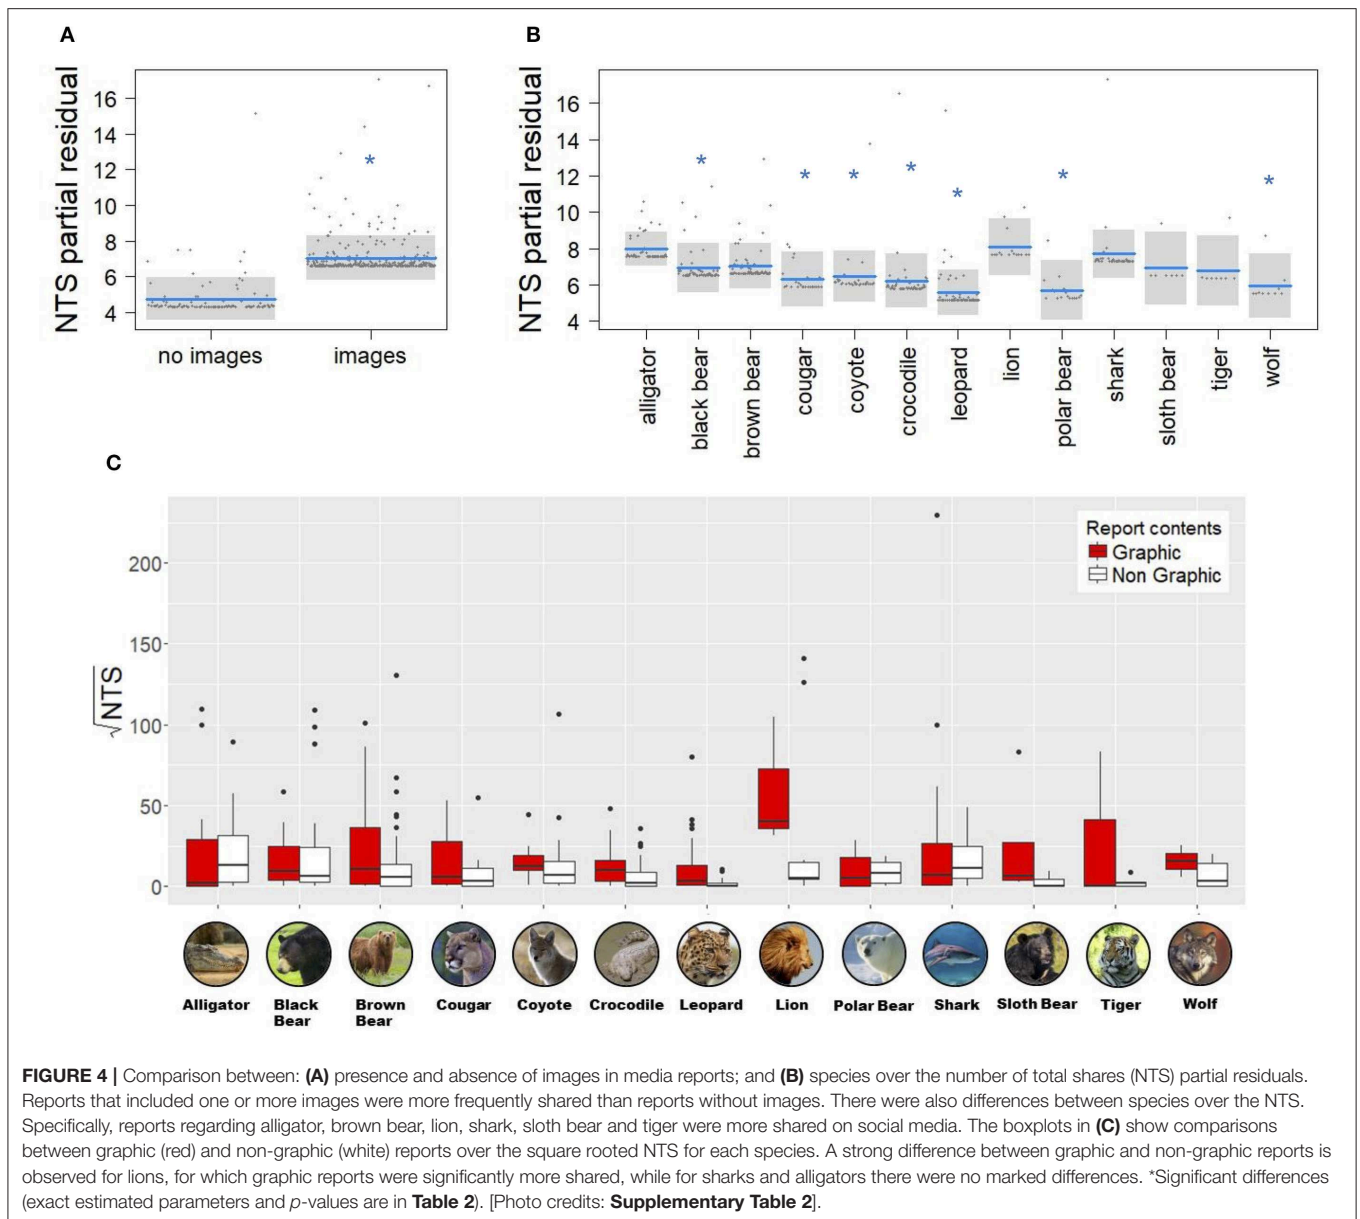 A
NTS partial residual
16
14
12
10
8
6
4
*
no images
images
B
NTS partial residual
16
14
12
10
8
6
4
* * * * * * *
alligator
black bear
brown bear
cougar
coyote
crocodile
leopard
lion
polar bear
shark
sloth bear
tiger
wolf
C
√NTS
200
150
100
50
0
Report contents
Graphic
Non Graphic
Alligator
Black
Bear
Brown
Bear
Cougar
Coyote
Crocodile
Leopard
Lion
Polar Bear
Shark
Sloth Bear
Tiger
Wolf
FIGURE 4 | Comparison between: (A) presence and absence of images in media reports; and (B) species over the number of total shares (NTS) partial residuals.
Reports that included one or more images were more frequently shared than reports without images. There were also differences between species over the NTS.
Specifically, reports regarding alligator, brown bear, lion, shark, sloth bear and tiger were more shared on social media. The boxplots in (C) show comparisons
between graphic (red) and non-graphic (white) reports over the square rooted NTS for each species. A strong difference between graphic and non-graphic reports is
observed for lions, for which graphic reports were significantly more shared, while for sharks and alligators there were no marked differences. *Significant differences
(exact estimated parameters and p-values are in Table 2). [Photo credits: Supplementary Table 2].